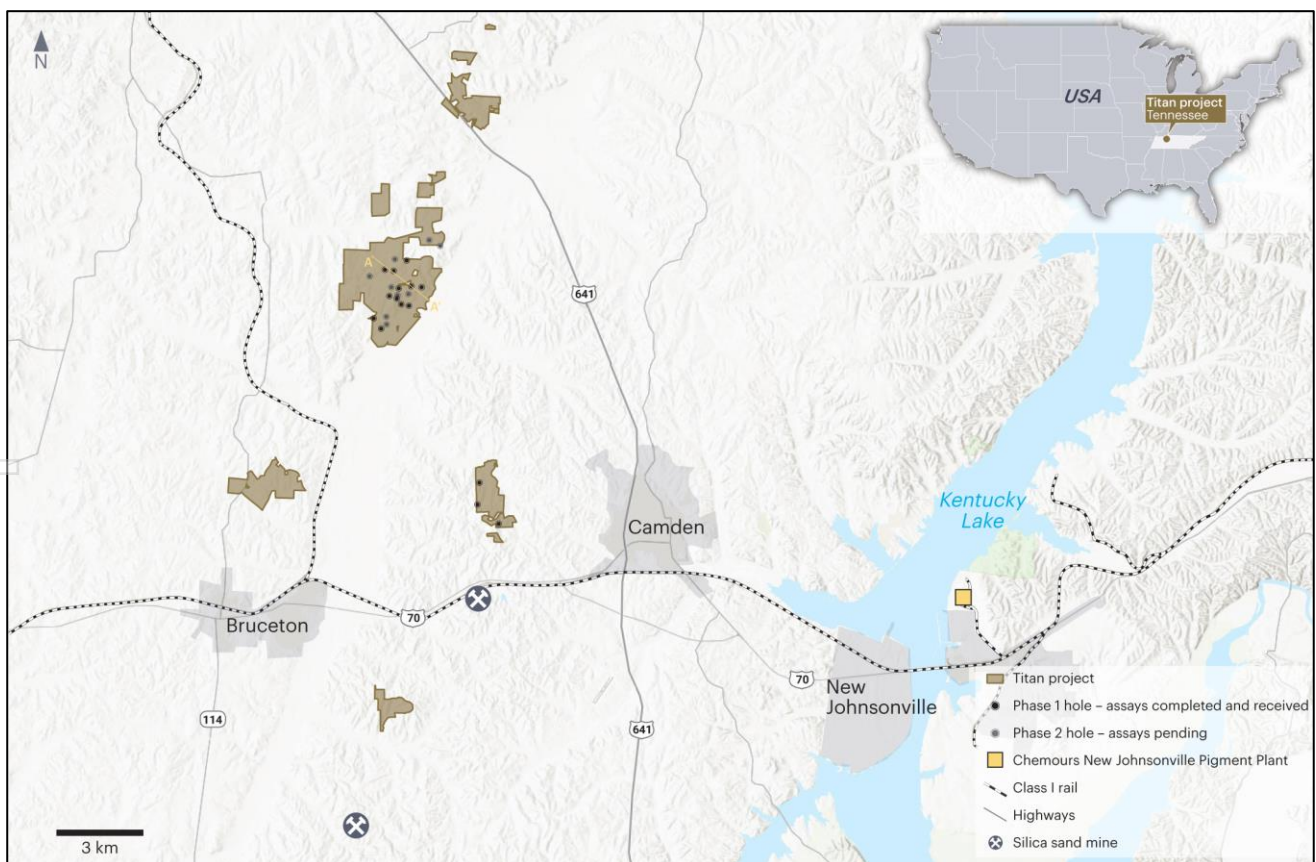 N
USA
Titan project
Tennessee
A
A'
641
Kentucky
Lake
Camden
Bruceton
70
New
Johnsonville
70
114
641
3 km
Titan project
Phase 1 hole – assays completed and received
Phase 2 hole – assays pending
Chemours New Johnsonville Pigment Plant
Class I rail
Highways
Silica sand mine